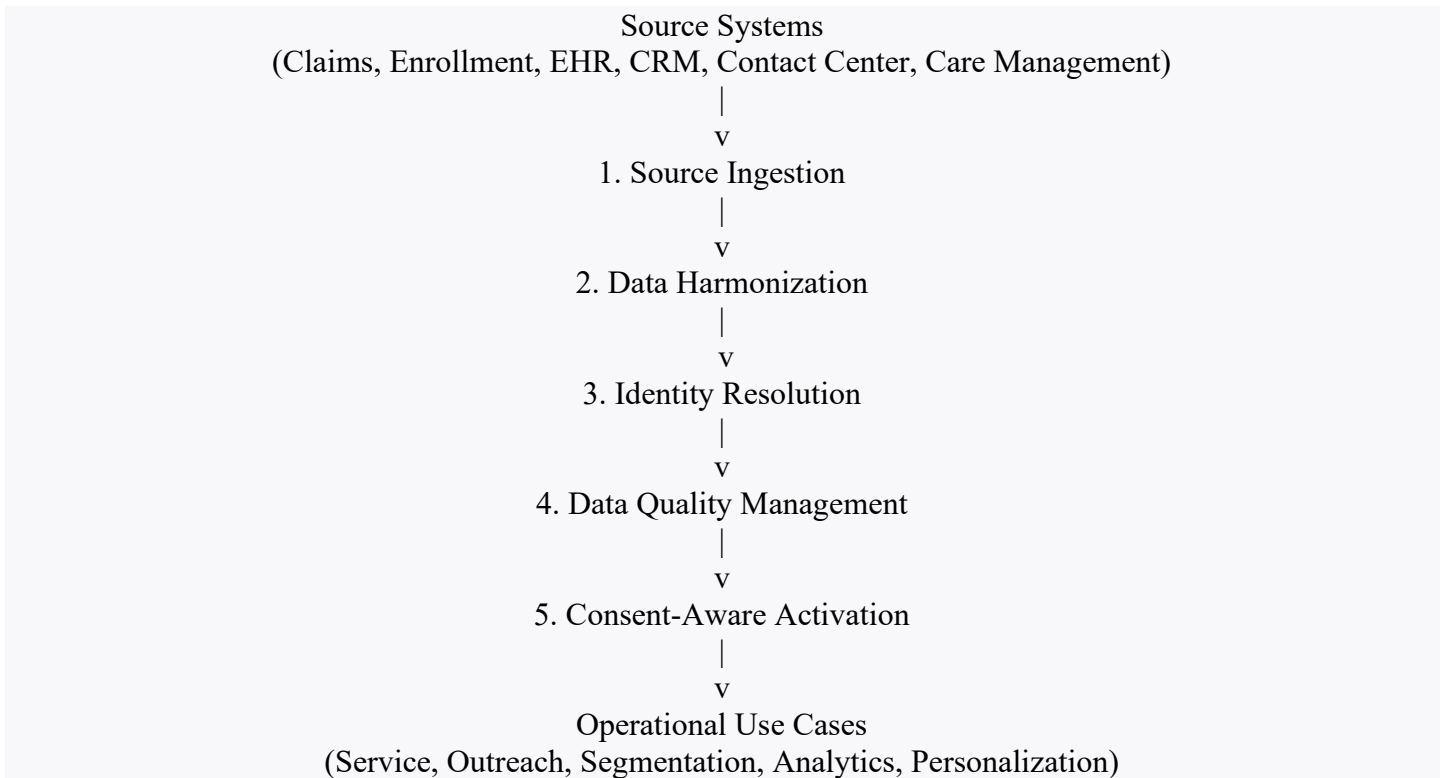 Source Systems
(Claims, Enrollment, EHR, CRM, Contact Center, Care Management)
|
v
1. Source Ingestion
|
v
2. Data Harmonization
|
v
3. Identity Resolution
|
v
4. Data Quality Management
|
v
5. Consent-Aware Activation
|
v
Operational Use Cases
(Service, Outreach, Segmentation, Analytics, Personalization)